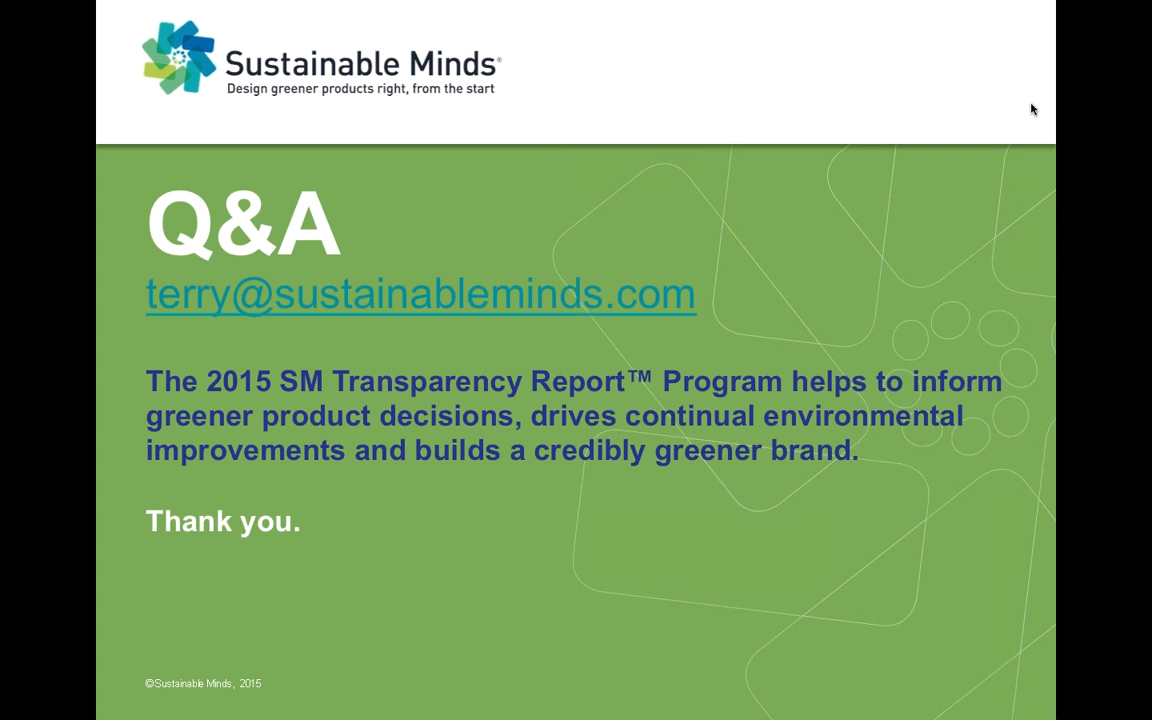 Sustainable Minds®
Design greener products right, from the start
Q&A
terry@sustainableminds.com
The 2015 SM Transparency Report™ Program helps to inform
greener product decisions, drives continual environmental
improvements and builds a credibly greener brand.
Thank you.
©Sustainable Minds, 2015